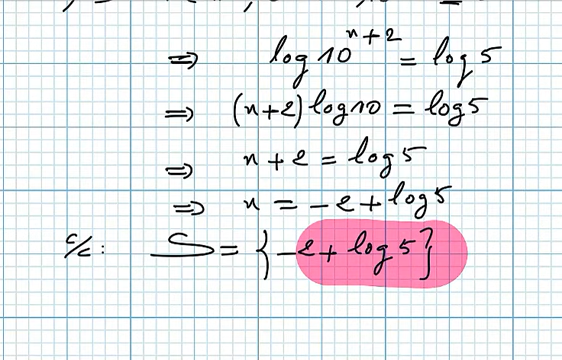 ⇒ log 10^{x+2} = log 5
⇒ (x+2) log 10 = log 5
⇒ x + 2 = log 5
⇒ x = -2 + log 5
c/c : S = {-2 + log 5}